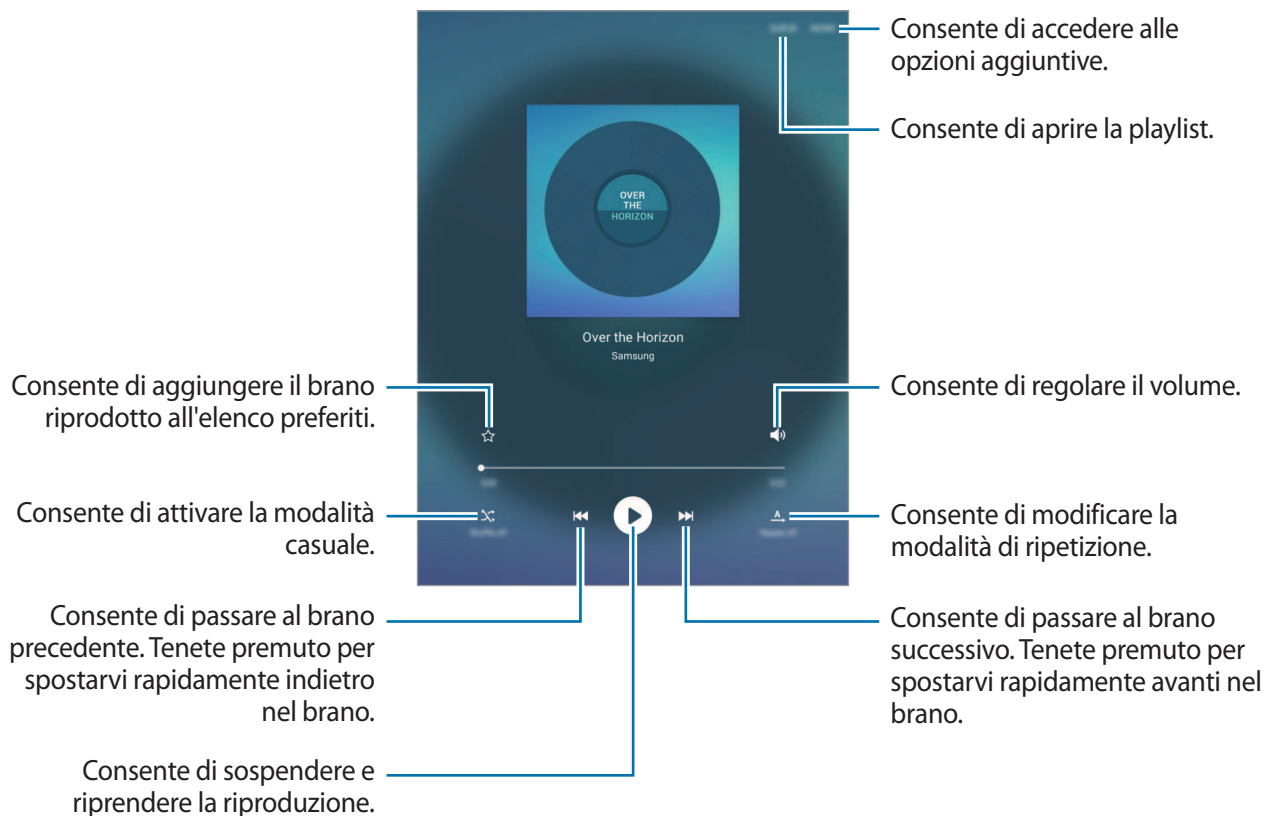 Consente di accedere alle
opzioni aggiuntive.
Consente di aprire la playlist.
OVER
THE
HORIZON
Over the Horizon
Samsung
Consente di aggiungere il brano
riprodotto all'elenco preferiti.
Consente di regolare il volume.
Consente di attivare la modalità
casuale.
A
Consente di modificare la
modalità di ripetizione.
Consente di passare al brano
precedente. Tenete premuto per
spostarvi rapidamente indietro
nel brano.
Consente di passare al brano
successivo. Tenete premuto per
spostarvi rapidamente avanti nel
brano.
Consente di sospendere e
riprendere la riproduzione.